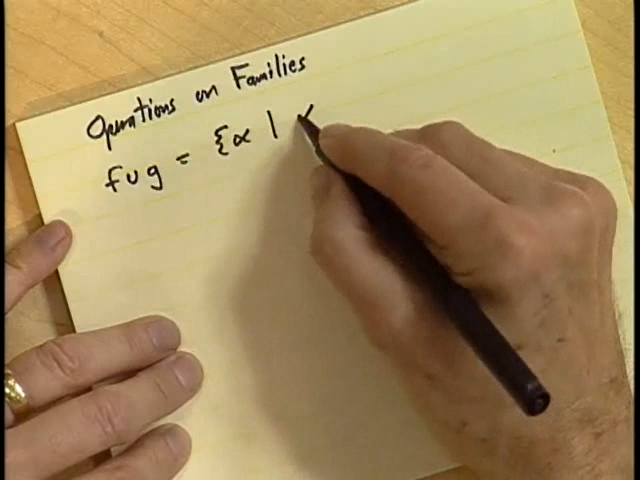 Operations on Families
f ∪ g = {α | α